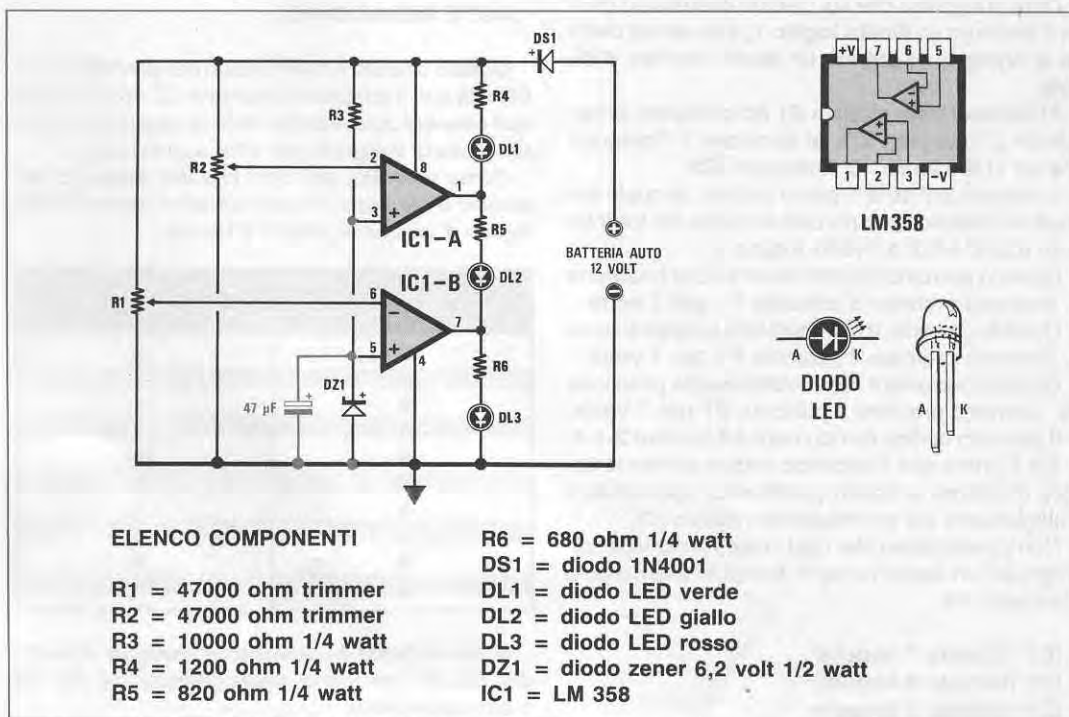 DS1
R4
R3
DL1
R2
2
8
3
1
IC1-A
R5
DL2
R1
IC1-B
6
5
7
4
R6
DL3
47 µF
DZ1
BATTERIA AUTO
12 VOLT
+V 7 6 5
1 2 3 -V
LM358
A K
DIODO
LED
A K
ELENCO COMPONENTI
R1 = 47000 ohm trimmer
R2 = 47000 ohm trimmer
R3 = 10000 ohm 1/4 watt
R4 = 1200 ohm 1/4 watt
R5 = 820 ohm 1/4 watt
R6 = 680 ohm 1/4 watt
DS1 = diodo 1N4001
DL1 = diodo LED verde
DL2 = diodo LED giallo
DL3 = diodo LED rosso
DZ1 = diodo zener 6,2 volt 1/2 watt
IC1 = LM 358